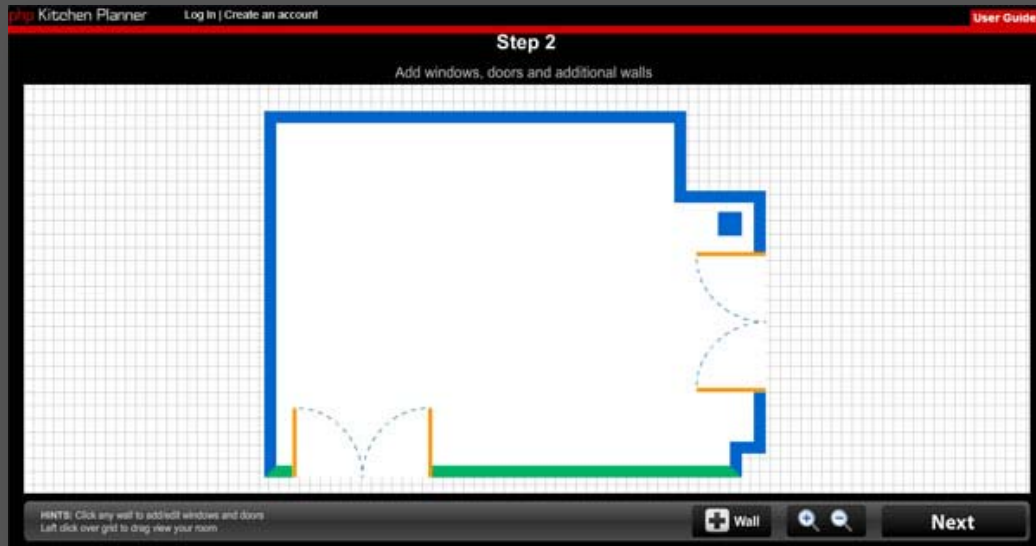 php Kitchen Planner Log In | Create an account
User Guide
Step 2
Add windows, doors and additional walls
HINTS: Click any wall to add/edit windows and doors
Left click over grid to drag view your room
Wall
Next